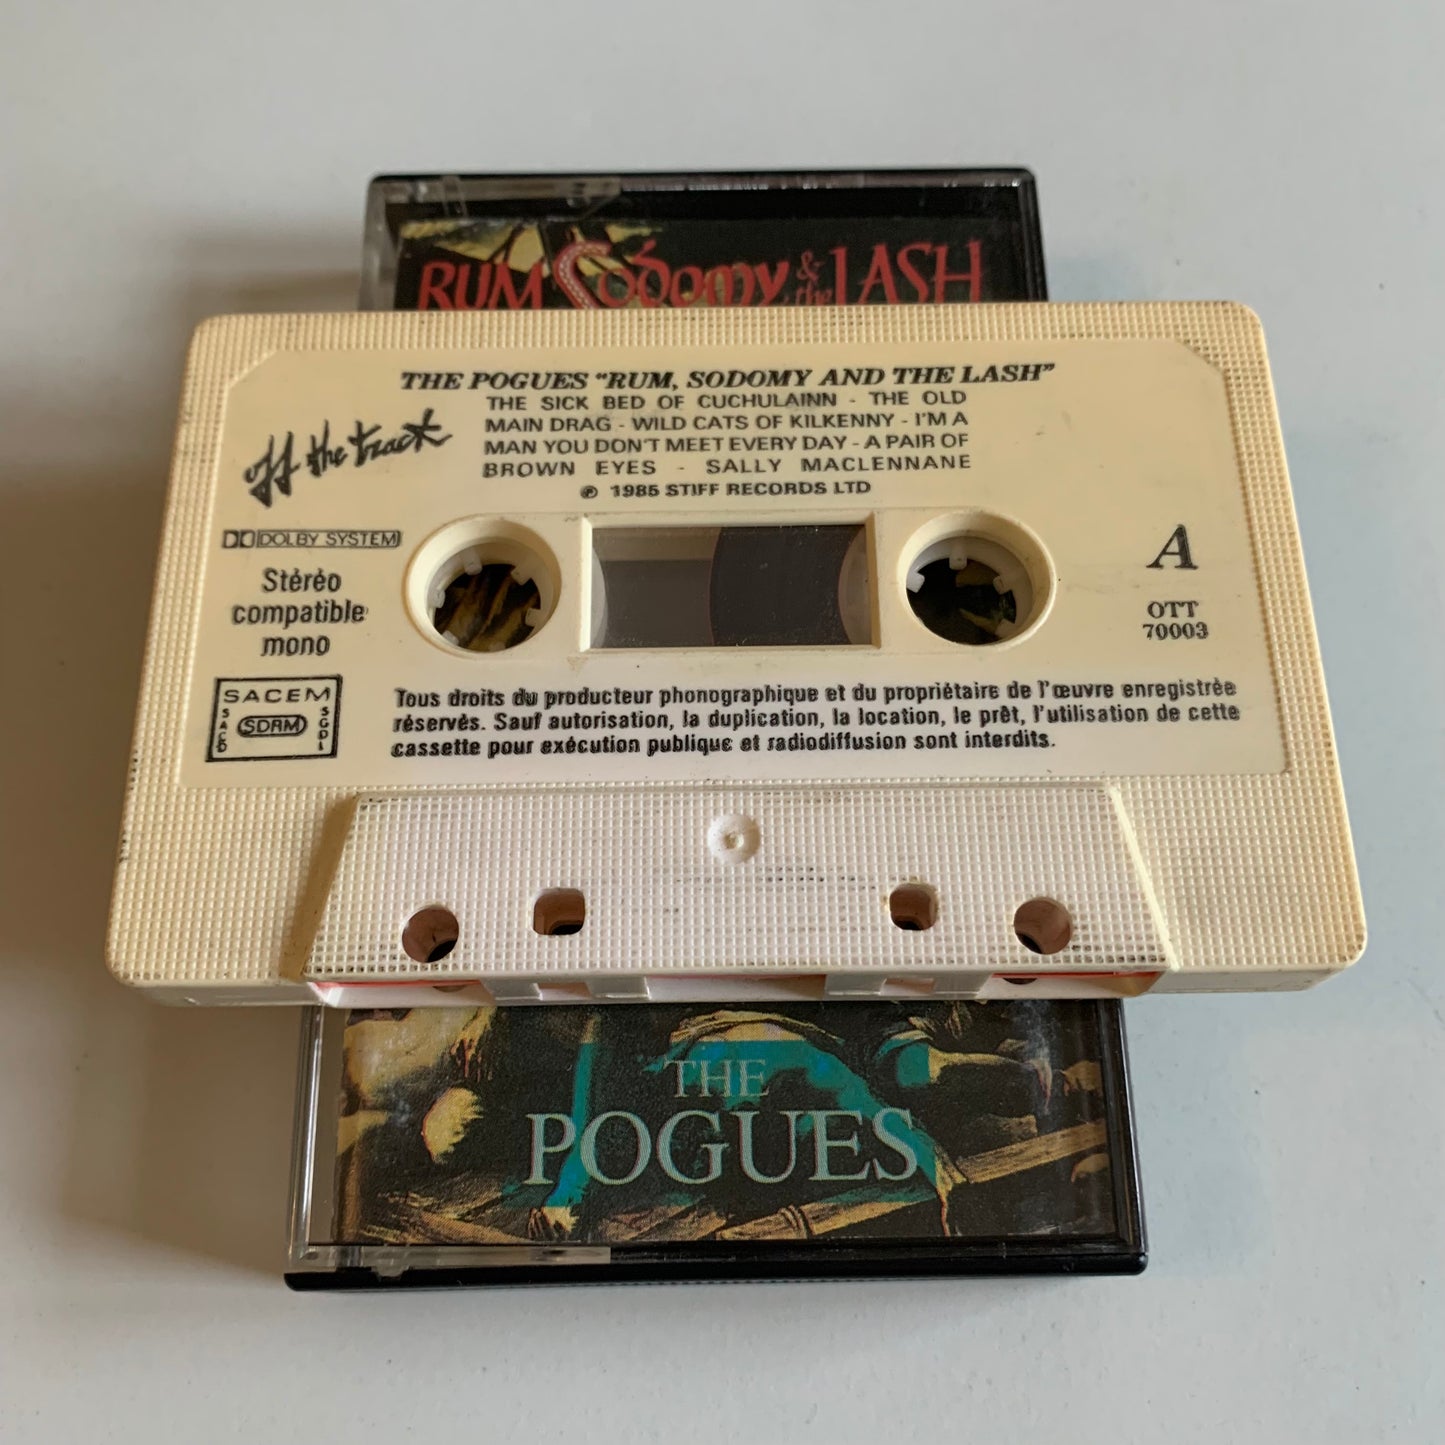 RUM SODOMY & the LASH
THE POGUES "RUM, SODOMY AND THE LASH"
THE SICK BED OF CUCHULAINN - THE OLD
MAIN DRAG - WILD CATS OF KILKENNY - I'M A
MAN YOU DON'T MEET EVERY DAY - A PAIR OF
BROWN EYES - SALLY MACLENNANE
℗ 1985 STIFF RECORDS LTD
off the track
DOLBY SYSTEM
Stéréo
compatible
mono
A
OTT
70003
SACEM
SACD
SDRM
SGDL
Tous droits du producteur phonographique et du propriétaire de l'œuvre enregistrée
réservés. Sauf autorisation, la duplication, la location, le prêt, l'utilisation de cette
cassette pour exécution publique et radiodiffusion sont interdits.
THE
POGUES